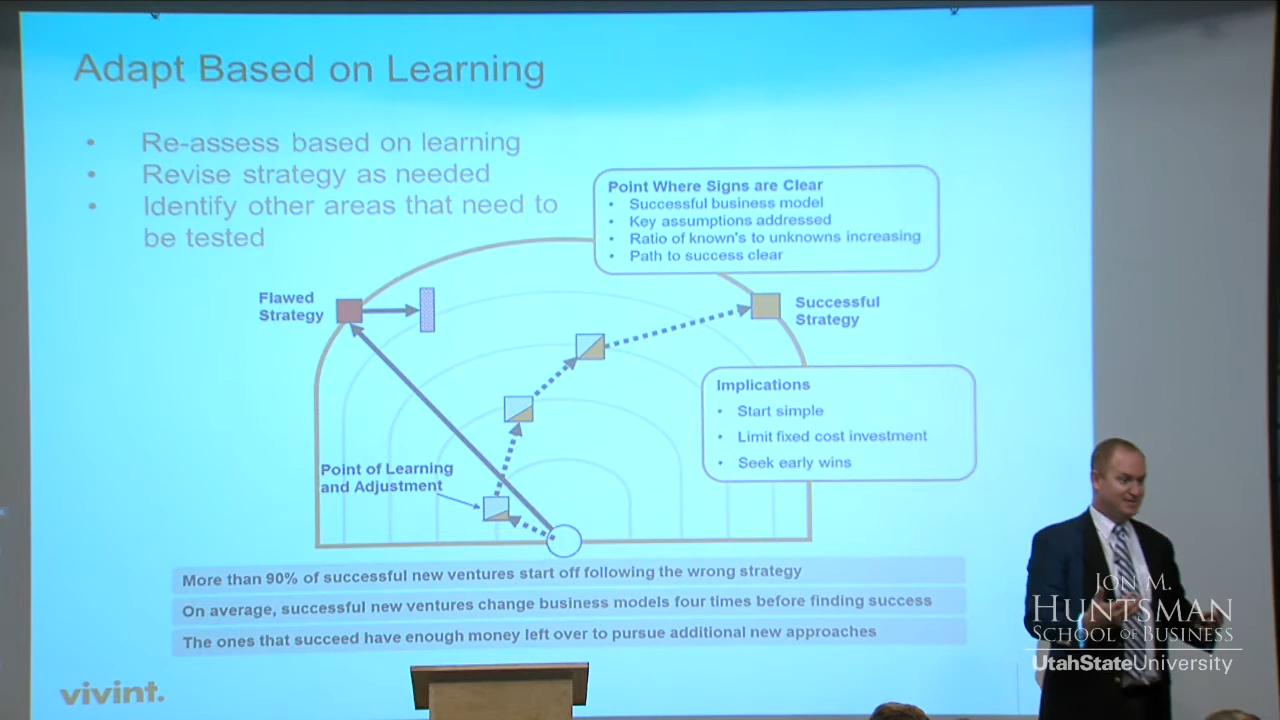 Adapt Based on Learning
• Re-assess based on learning
• Revise strategy as needed
• Identify other areas that need to
be tested
Point Where Signs are Clear
• Successful business model
• Key assumptions addressed
• Ratio of known's to unknowns increasing
• Path to success clear
Flawed
Strategy
Successful
Strategy
Implications
• Start simple
• Limit fixed cost investment
• Seek early wins
Point of Learning
and Adjustment
More than 90% of successful new ventures start off following the wrong strategy
On average, successful new ventures change business models four times before finding success
The ones that succeed have enough money left over to pursue additional new approaches
vivint.
JON M.
HUNTSMAN
SCHOOL OF BUSINESS
UtahStateUniversity